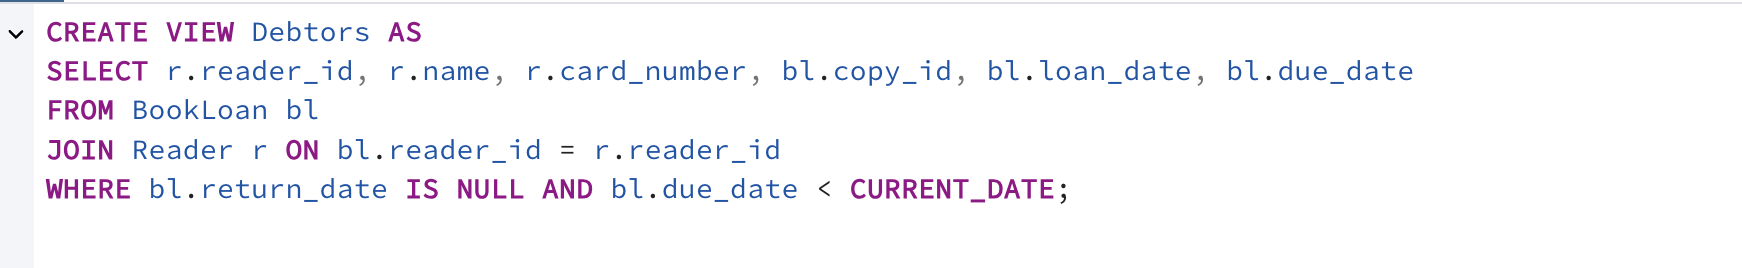 CREATE VIEW Debtors AS
SELECT r.reader_id, r.name, r.card_number, bl.copy_id, bl.loan_date, bl.due_date
FROM BookLoan bl
JOIN Reader r ON bl.reader_id = r.reader_id
WHERE bl.return_date IS NULL AND bl.due_date < CURRENT_DATE;